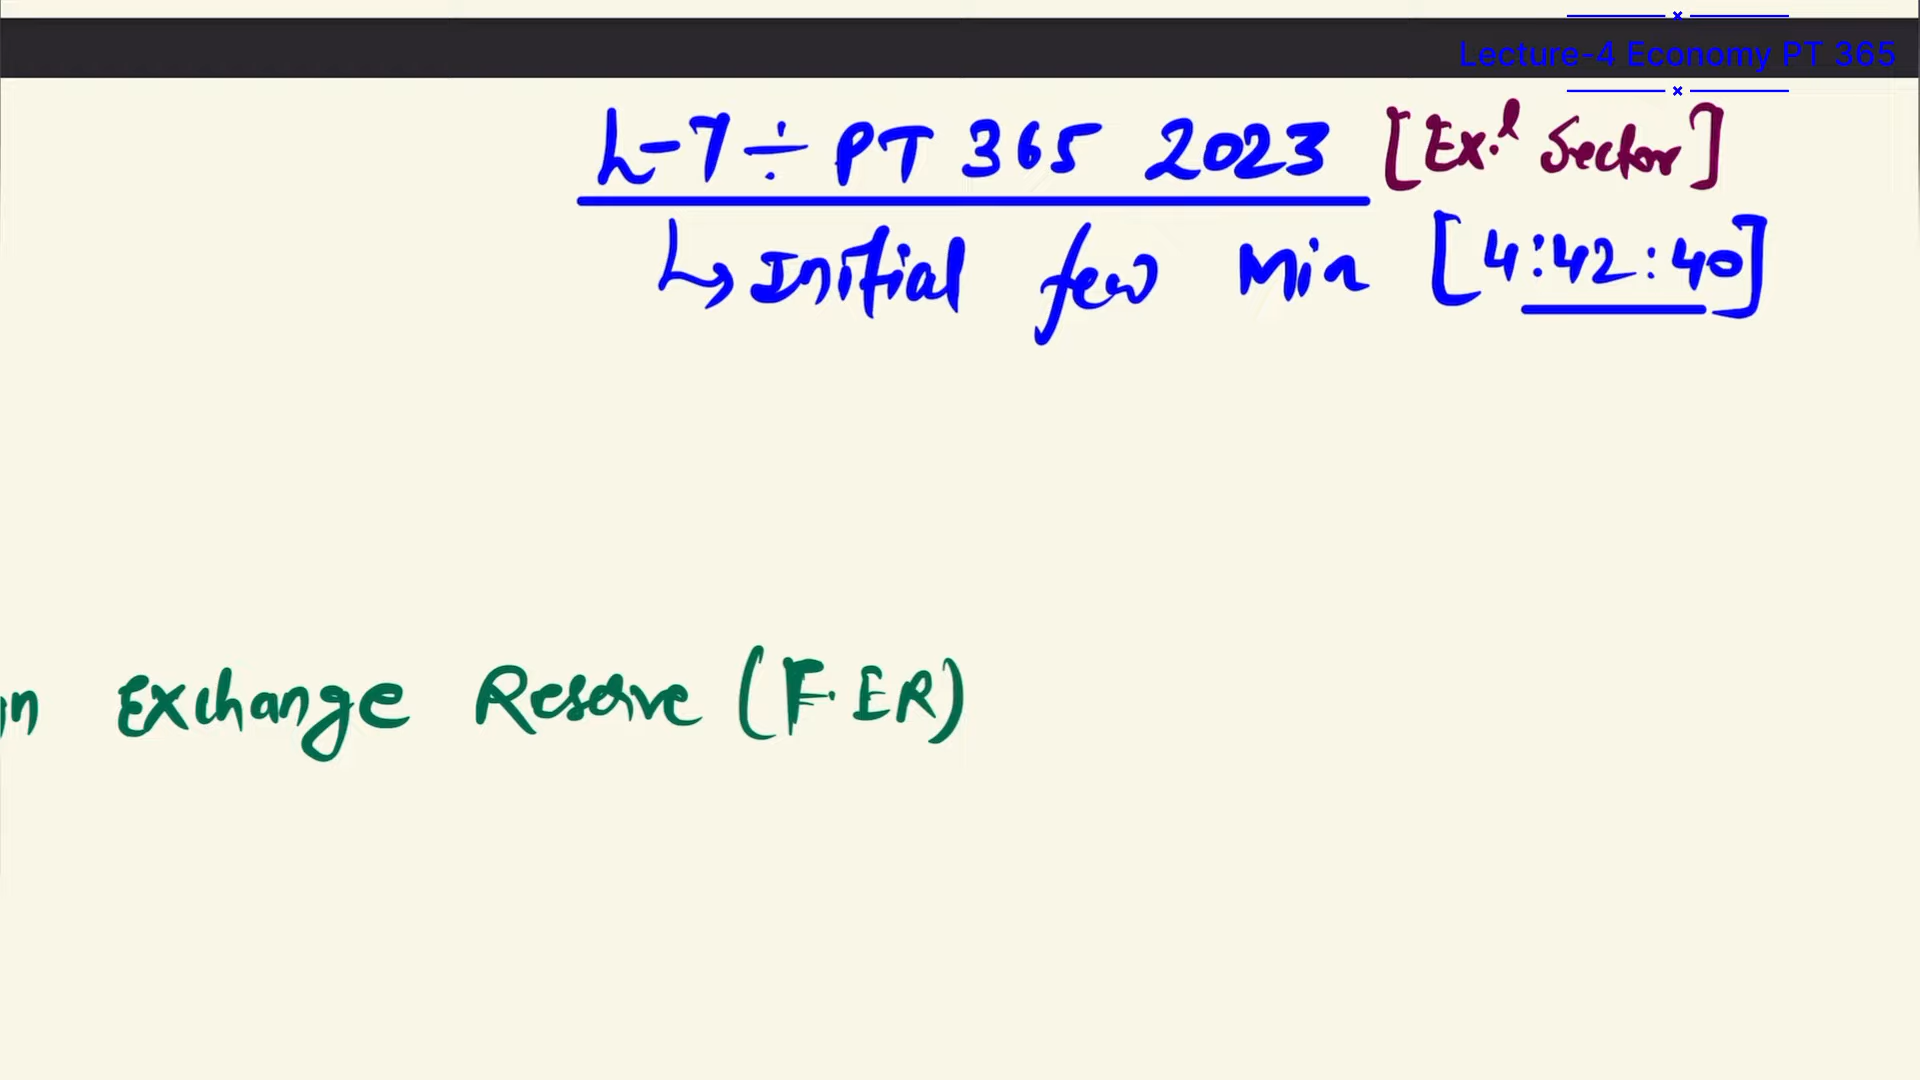 Lecture-4 Economy PT 365
L-7÷ PT 365 2023 [Ex.l Sector]
↳ Initial few Min [4:42:40]
gn Exchange Reserve (F.ER)